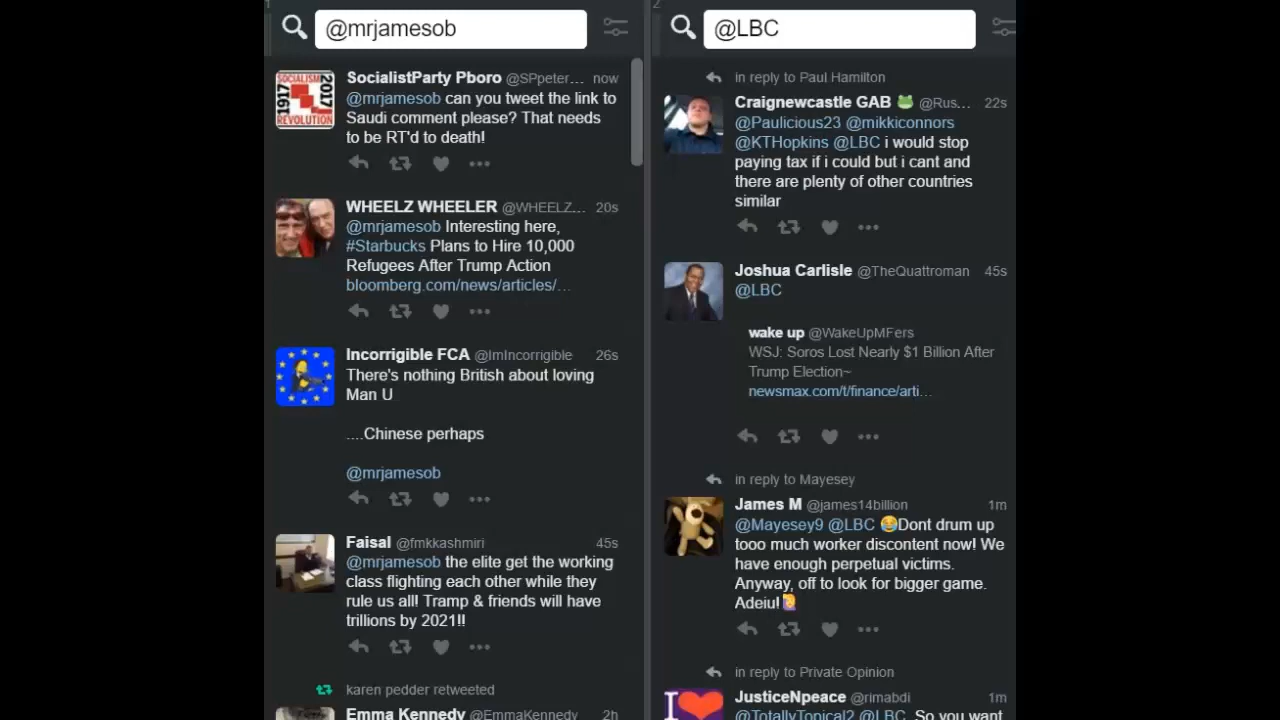 1
@mrjamesob
SocialistParty Pboro @SPpeter... now
SOCIALISM
1917
2017
REVOLUTION
@mrjamesob can you tweet the link to
Saudi comment please? That needs
to be RT'd to death!
WHEELZ WHEELER @WHEELZ... 20s
@mrjamesob Interesting here,
#Starbucks Plans to Hire 10,000
Refugees After Trump Action
bloomberg.com/news/articles/...
Incorrigible FCA @ImIncorrigible 26s
There's nothing British about loving
Man U
....Chinese perhaps
@mrjamesob
Faisal @fmkkashmiri 45s
@mrjamesob the elite get the working
class flighting each other while they
rule us all! Tramp & friends will have
trillions by 2021!!
karen pedder retweeted
Emma Kennedy @EmmaKennedy 2h
2
@LBC
in reply to Paul Hamilton
Craignewcastle GAB 🐸 @Rus... 22s
@Paulicious23 @mikkiconnors
@KTHopkins @LBC i would stop
paying tax if i could but i cant and
there are plenty of other countries
similar
Joshua Carlisle @TheQuattroman 45s
@LBC
wake up @WakeUpMFers
WSJ: Soros Lost Nearly $1 Billion After
Trump Election~
newsmax.com/t/finance/arti...
in reply to Mayesey
James M @james14billion 1m
@Mayesey9 @LBC 😂Dont drum up
tooo much worker discontent now! We
have enough perpetual victims.
Anyway, off to look for bigger game.
Adeiu!🙋
in reply to Private Opinion
JusticeNpeace @rimabdi 1m
I
@TotallyTopical2 @LBC So you want